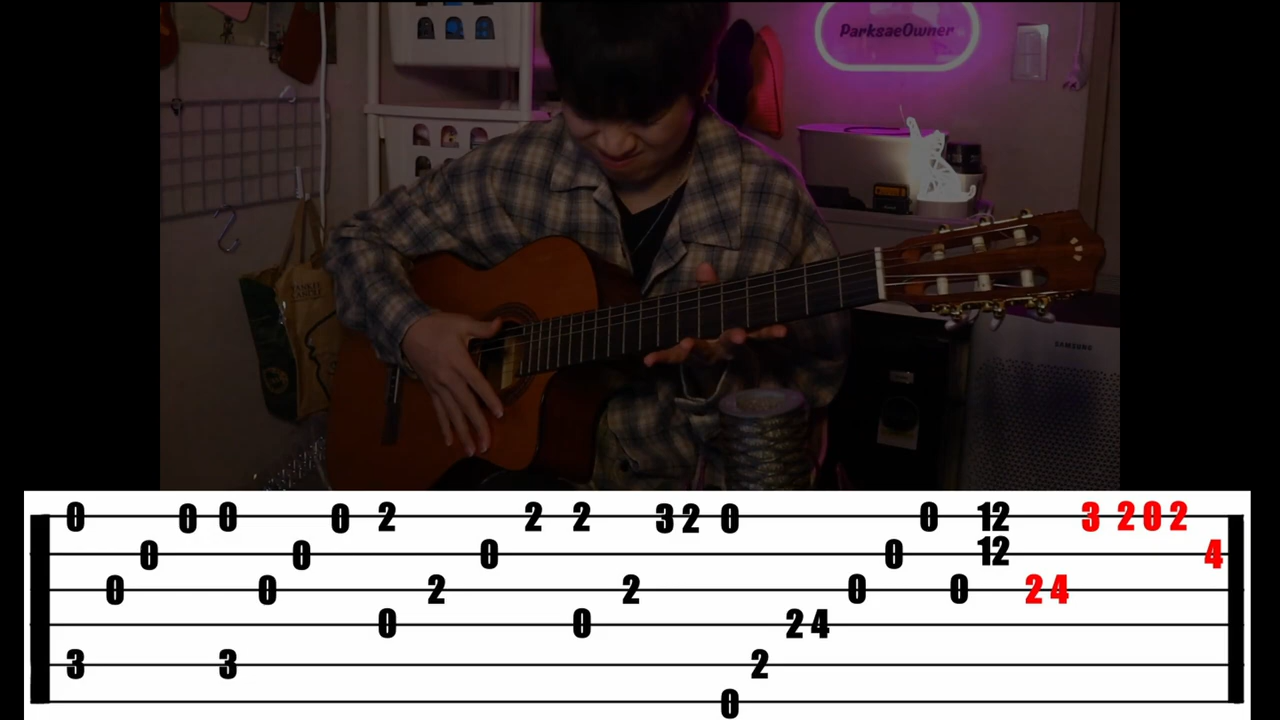 ParksaeOwner
YANKEE
CANDLE
SAMSUNG
0 0 0 0 2 2 2 3 2 0 0 12 3 2 0 2
0 0 0 0 12 4
0 0 2 2 0 0 2 4
0 0 2 4
3 3 2
0